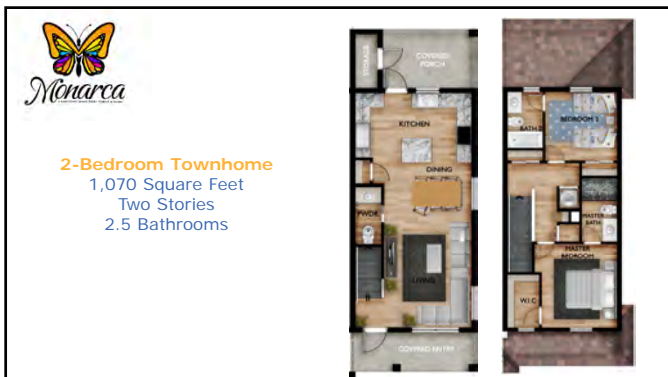 Monarca
2-Bedroom Townhome
1,070 Square Feet
Two Stories
2.5 Bathrooms
STORAGE
COVERED
PORCH
KITCHEN
DINING
PWDR
LIVING
COVERED ENTRY
BATH 2
BEDROOM 2
MASTER
BATH
MASTER
BEDROOM
W.I.C